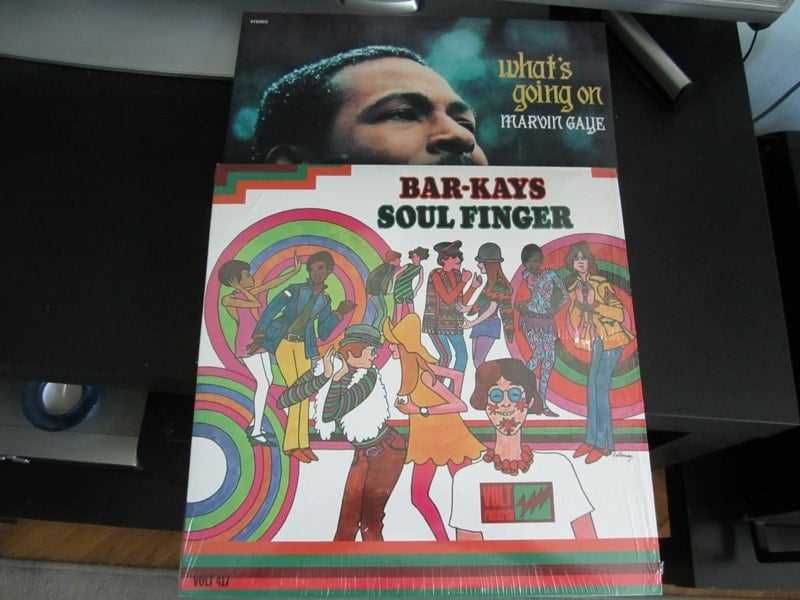 STEREO
what's
going on
MARVIN GAYE
BAR-KAYS
SOUL FINGER
VOLT
VOLT 417